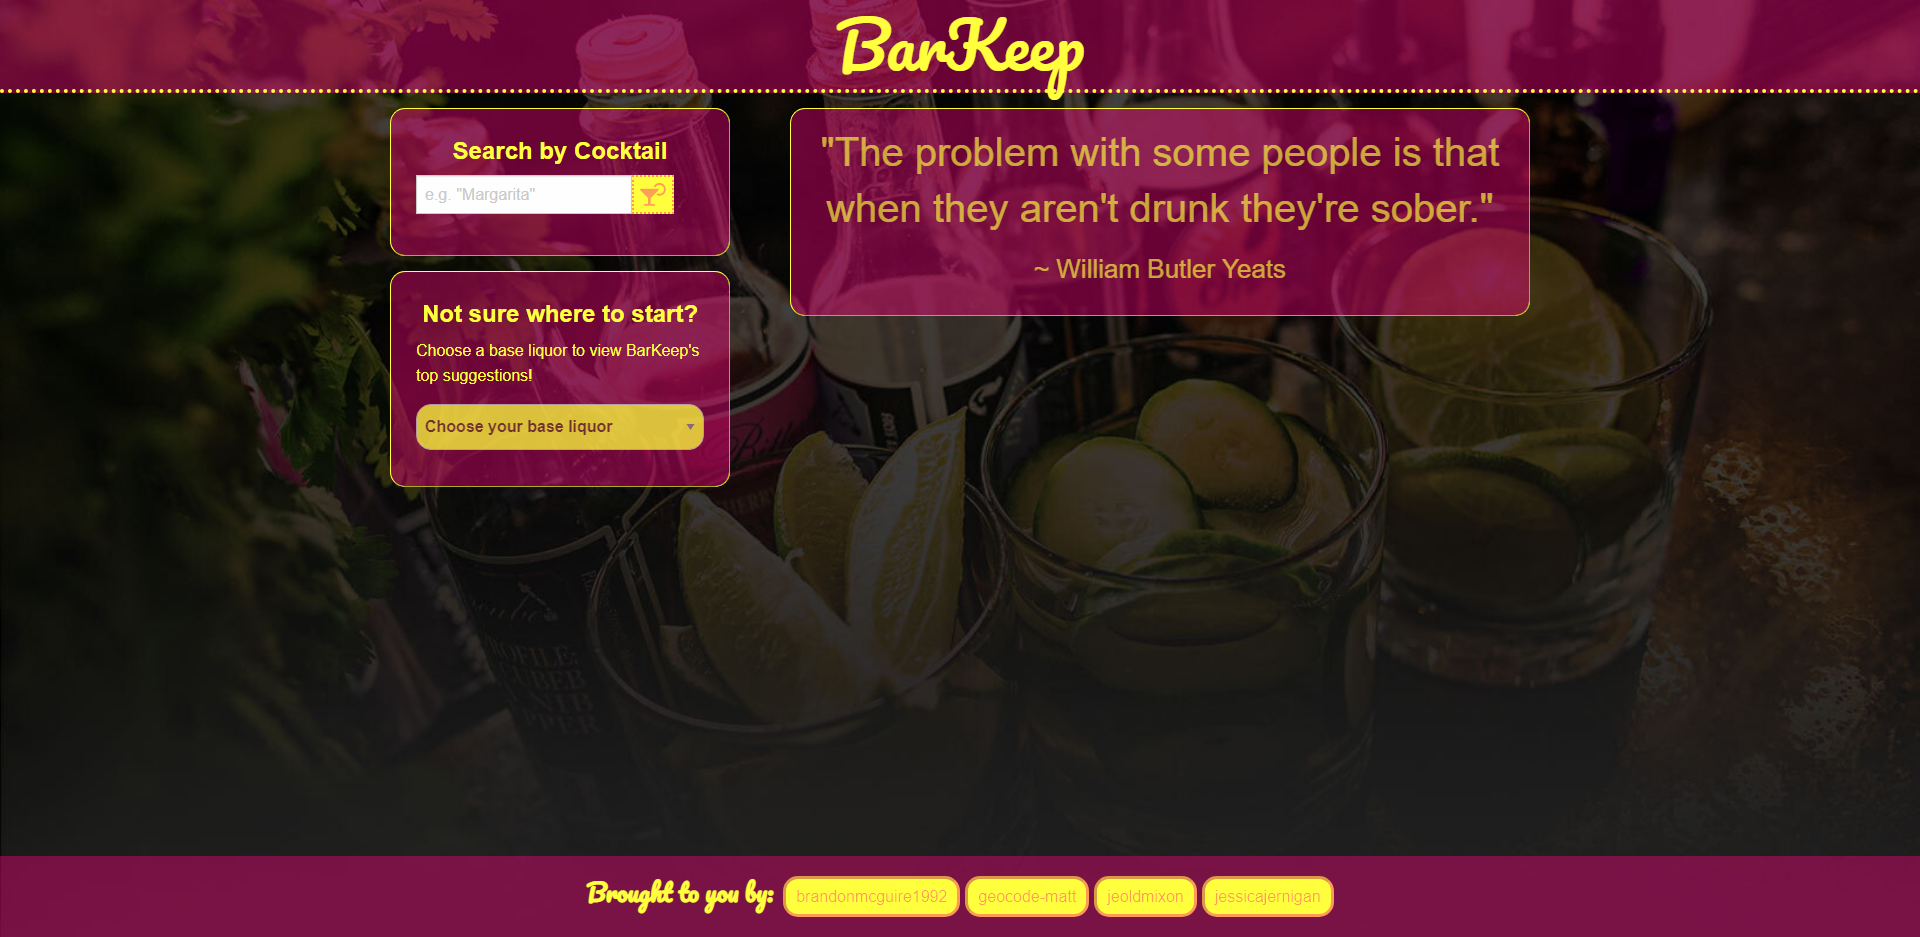 BarKeep
Search by Cocktail
e.g. "Margarita"
Not sure where to start?
Choose a base liquor to view BarKeep's
top suggestions!
Choose your base liquor
"The problem with some people is that
when they aren't drunk they're sober."
~ William Butler Yeats
Brought to you by:
brandonmcguire1992
geocode-matt
jeoldmixon
jessicajernigan